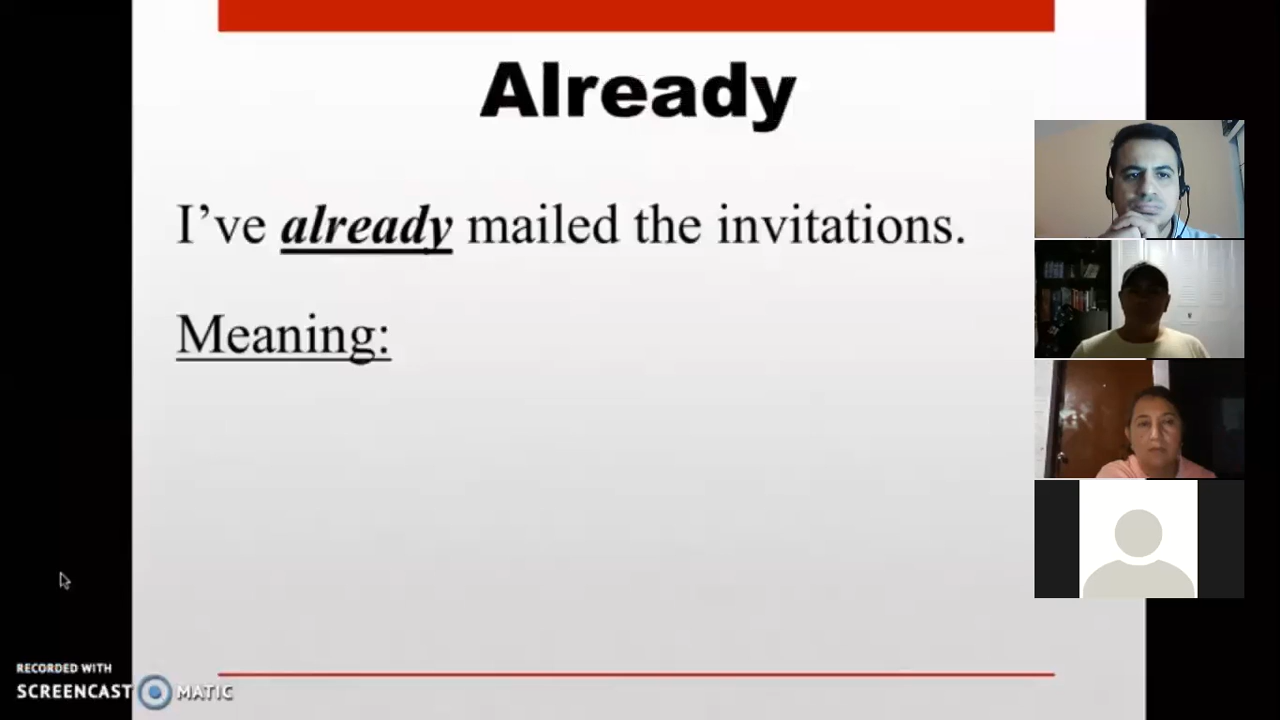 Already
I’ve already mailed the invitations.
Meaning:
RECORDED WITH
SCREENCAST MATIC